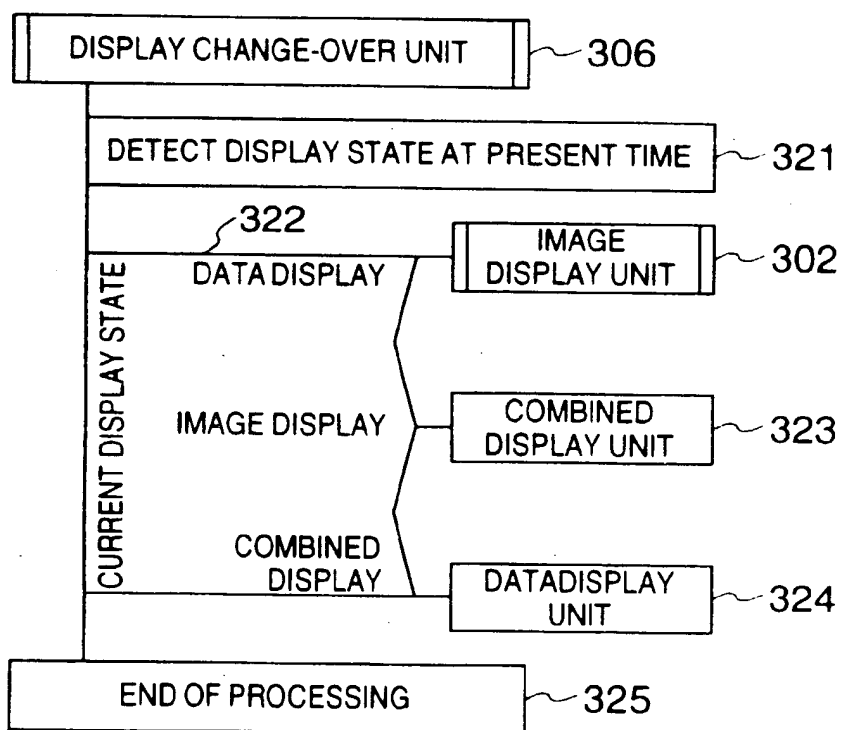 DISPLAY CHANGE-OVER UNIT
306
DETECT DISPLAY STATE AT PRESENT TIME
321
322
CURRENT DISPLAY STATE
DATA DISPLAY
IMAGE
DISPLAY UNIT
302
IMAGE DISPLAY
COMBINED
DISPLAY UNIT
323
COMBINED
DISPLAY
DATADISPLAY
UNIT
324
END OF PROCESSING
325